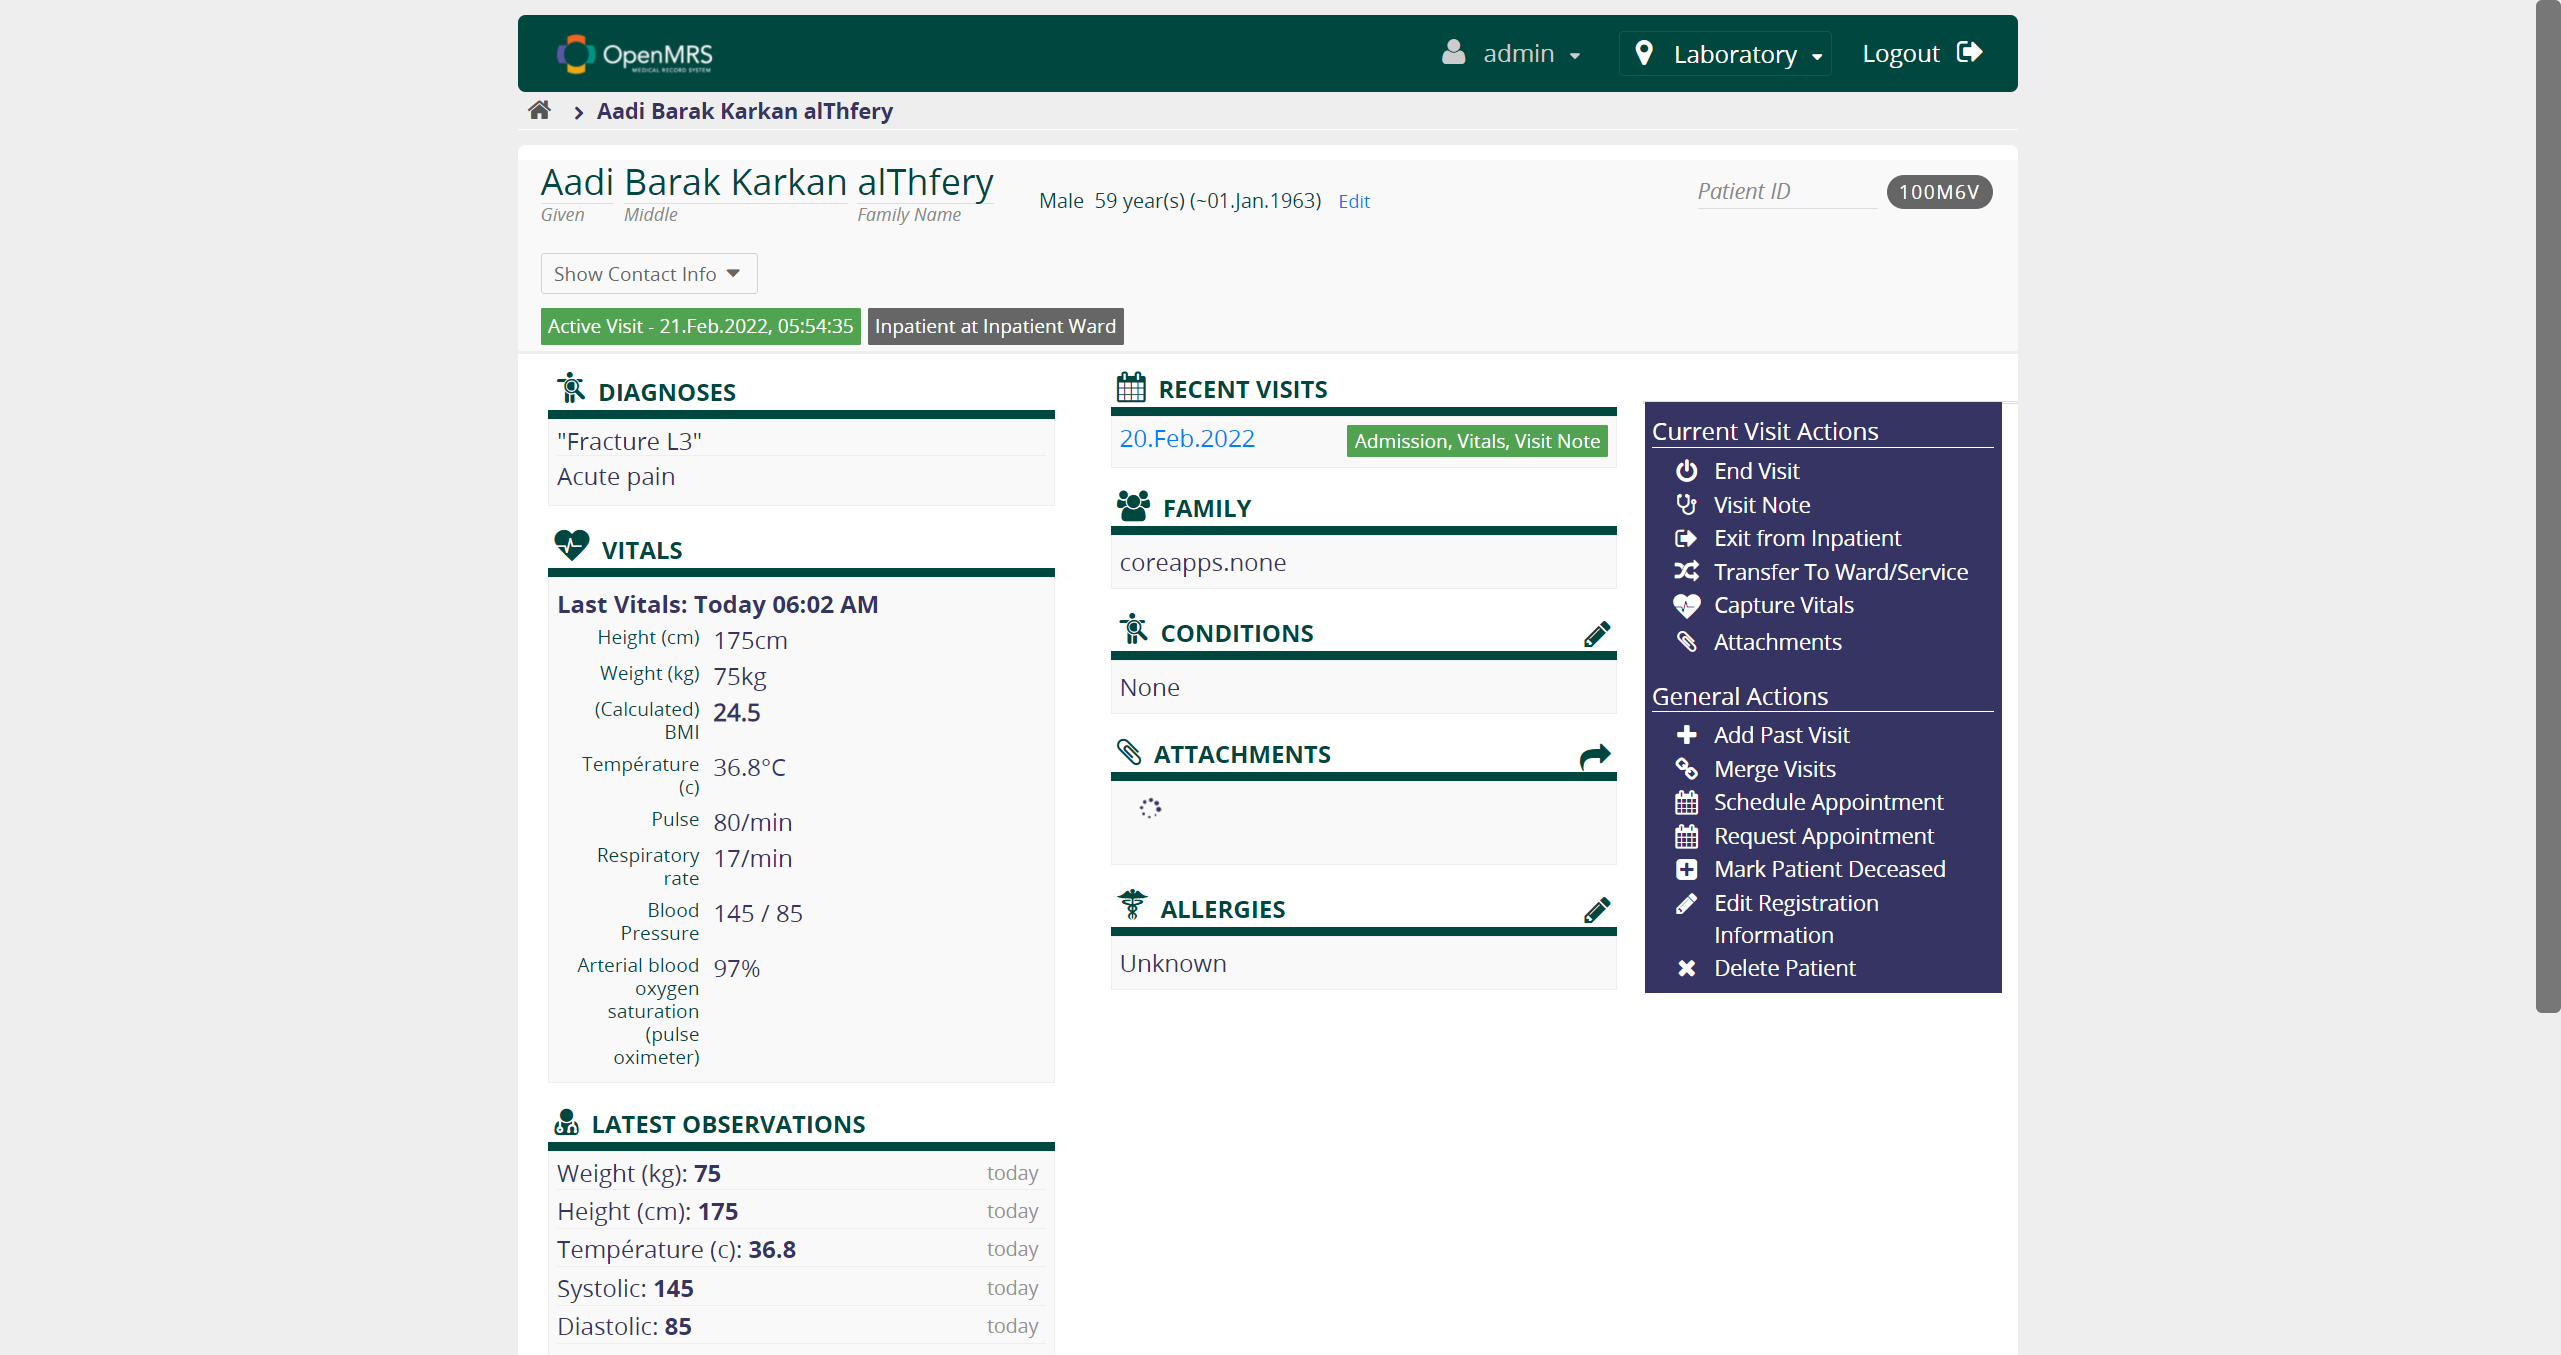 OpenMRS
MEDICAL RECORD SYSTEM
admin
Laboratory
Logout
Aadi Barak Karkan alThfery
Aadi Barak Karkan alThfery
Given Middle Family Name
Male 59 year(s) (~01.Jan.1963) Edit
Patient ID 100M6V
Show Contact Info
Active Visit - 21.Feb.2022, 05:54:35
Inpatient at Inpatient Ward
DIAGNOSES
"Fracture L3"
Acute pain
VITALS
Last Vitals: Today 06:02 AM
Height (cm) 175cm
Weight (kg) 75kg
(Calculated) 24.5
BMI
Température 36.8°C
(c)
Pulse 80/min
Respiratory 17/min
rate
Blood 145 / 85
Pressure
Arterial blood 97%
oxygen
saturation
(pulse
oximeter)
LATEST OBSERVATIONS
Weight (kg): 75 today
Height (cm): 175 today
Température (c): 36.8 today
Systolic: 145 today
Diastolic: 85 today
RECENT VISITS
20.Feb.2022 Admission, Vitals, Visit Note
FAMILY
coreapps.none
CONDITIONS
None
ATTACHMENTS
ALLERGIES
Unknown
Current Visit Actions
End Visit
Visit Note
Exit from Inpatient
Transfer To Ward/Service
Capture Vitals
Attachments
General Actions
Add Past Visit
Merge Visits
Schedule Appointment
Request Appointment
Mark Patient Deceased
Edit Registration
Information
Delete Patient